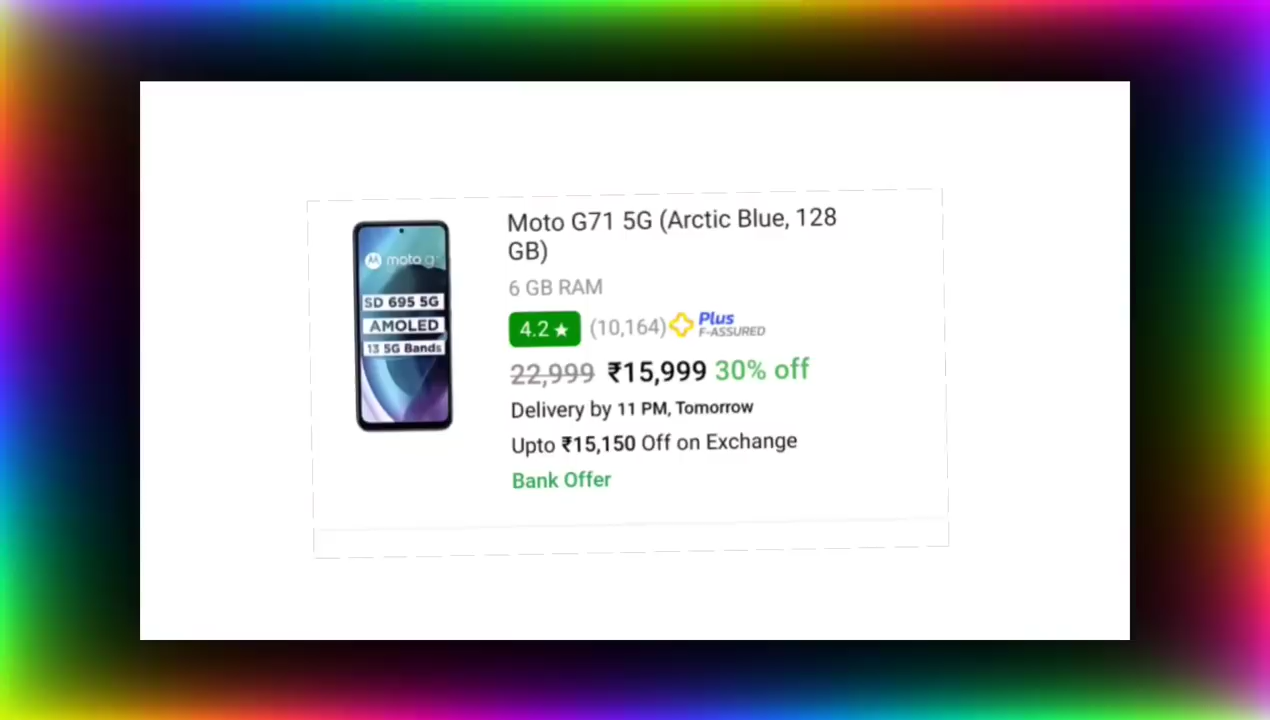 Moto G71 5G (Arctic Blue, 128
GB)
6 GB RAM
4.2 ★ (10,164) Plus
F-ASSURED
22,999 ₹15,999 30% off
Delivery by 11 PM, Tomorrow
Upto ₹15,150 Off on Exchange
Bank Offer
moto g
SD 695 5G
AMOLED
13 5G Bands